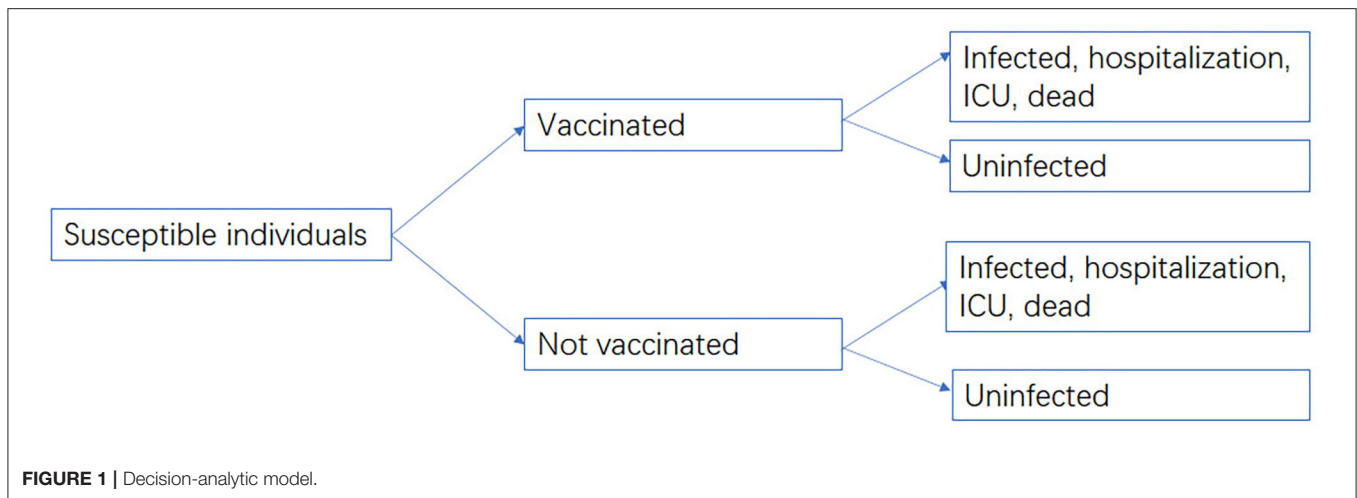 Susceptible individuals
Vaccinated
Infected, hospitalization,
ICU, dead
Uninfected
Not vaccinated
Infected, hospitalization,
ICU, dead
Uninfected
FIGURE 1 | Decision-analytic model.